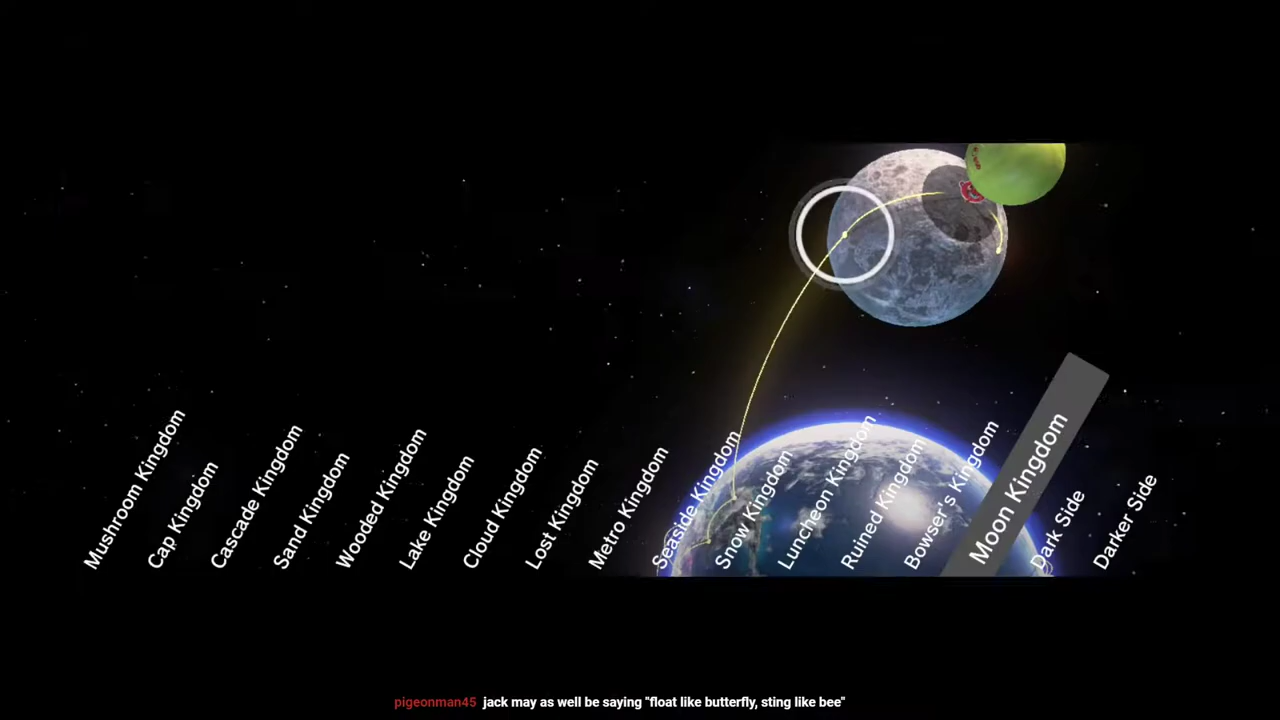 Mushroom Kingdom
Cap Kingdom
Cascade Kingdom
Sand Kingdom
Wooded Kingdom
Lake Kingdom
Cloud Kingdom
Lost Kingdom
Metro Kingdom
Seaside Kingdom
Snow Kingdom
Luncheon Kingdom
Ruined Kingdom
Bowser's Kingdom
Moon Kingdom
Dark Side
Darker Side
pigeonman45 jack may as well be saying "float like butterfly, sting like bee"